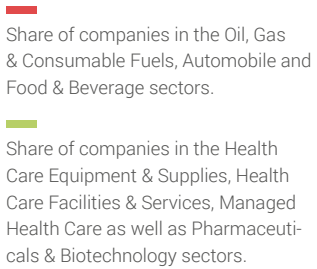 Share of companies in the Oil, Gas
& Consumable Fuels, Automobile and
Food & Beverage sectors.
Share of companies in the Health
Care Equipment & Supplies, Health
Care Facilities & Services, Managed
Health Care as well as Pharmaceuti-
cals & Biotechnology sectors.